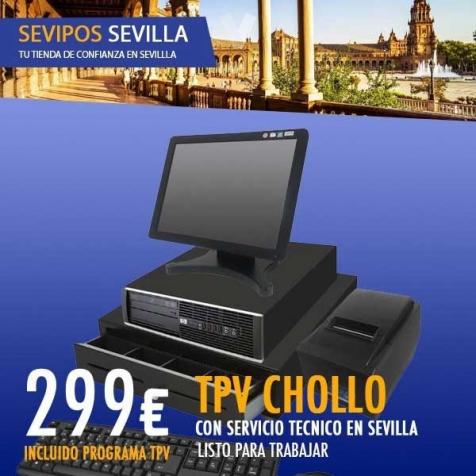 SEVIPOS SEVILLA
TU TIENDA DE CONFIANZA EN SEVILLLA
299€
INCLUIDO PROGRAMA TPV
TPV CHOLLO
CON SERVICIO TECNICO EN SEVILLA
LISTO PARA TRABAJAR